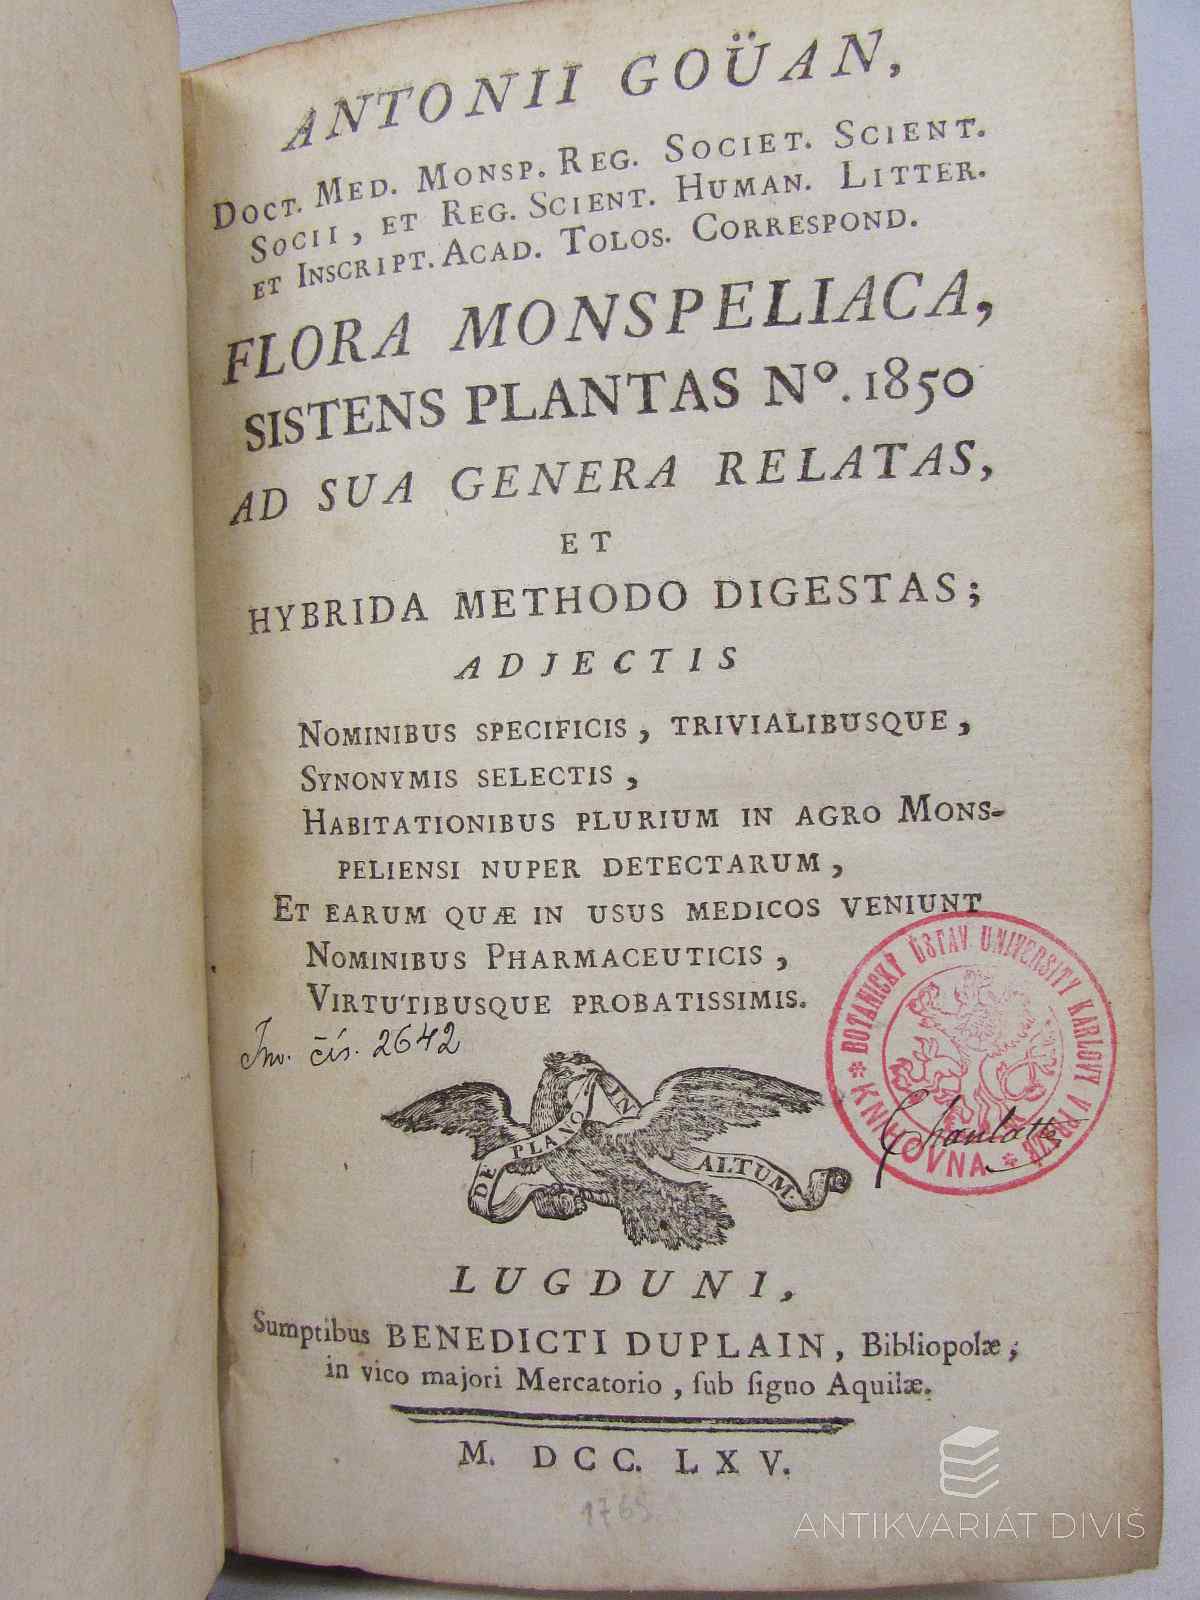 ANTONII GOÜAN,
DOCT. MED. MONSP. REG. SOCIET. SCIENT.
SOCII, ET REG. SCIENT. HUMAN. LITTER.
ET INSCRIPT. ACAD. TOLOS. CORRESPOND.
FLORA MONSPELIACA,
SISTENS PLANTAS Nº. 1850
AD SUA GENERA RELATAS,
ET
HYBRIDA METHODO DIGESTAS;
ADJECTIS
NOMINIBUS SPECIFICIS, TRIVIALIBUSQUE,
SYNONYMIS SELECTIS,
HABITATIONIBUS PLURIUM IN AGRO MONS-
PELIENSI NUPER DETECTARUM,
ET EARUM QUÆ IN USUS MEDICOS VENIUNT
NOMINIBUS PHARMACEUTICIS,
VIRTUTIBUSQUE PROBATISSIMIS.
Inv. čís. 2642
* BOTANICKÝ ÚSTAV UNIVERSITY KARLOVY V PRAZE *
KNIHOVNA
DE PLANO IN ALTUM.
LUGDUNI,
Sumptibus BENEDICTI DUPLAIN, Bibliopolæ;
in vico majori Mercatorio, ſub ſigno Aquilæ.
M. DCC. LXV.
1765
ANTIKVARIÁT DIVIŠ